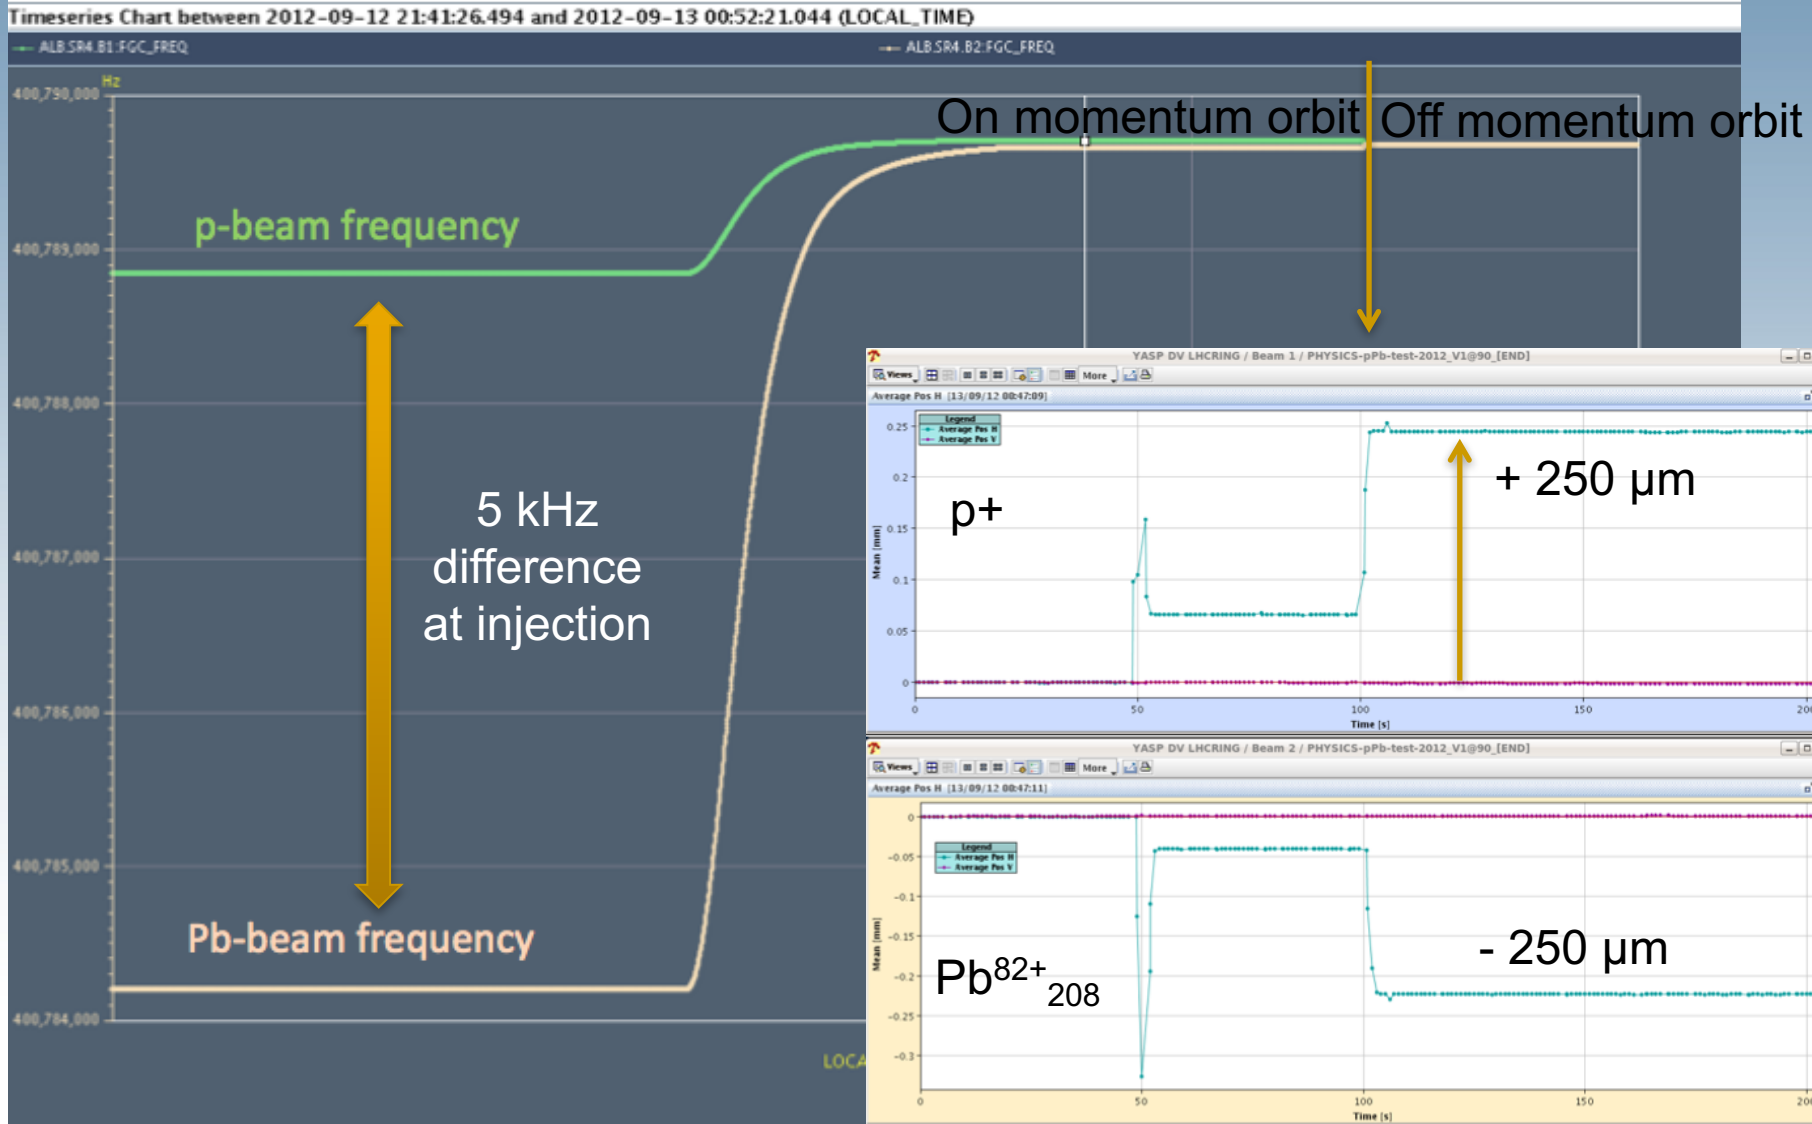 Timeseries Chart between 2012-09-12 21:41:26.494 and 2012-09-13 00:52:21.044 (LOCAL_TIME)
ALB.SR4.B1:FGC_FREQ
ALB.SR4.B2:FGC_FREQ
Hz
400,790,000
On momentum orbit
Off momentum orbit
p-beam frequency
400,789,000
400,788,000
400,787,000
400,786,000
400,785,000
400,784,000
5 kHz
difference
at injection
Pb-beam frequency
LOCA
YASP DV LHCRING / Beam 1 / PHYSICS-pPb-test-2012_V1@90_[END]
Views
More
Average Pos H [13/09/12 00:47:09]
Legend
Average Pos H
Average Pos V
0.25
0.2
0.15
0.1
0.05
0
Mean [mm]
p+
+ 250 µm
0
50
100
150
200
Time [s]
YASP DV LHCRING / Beam 2 / PHYSICS-pPb-test-2012_V1@90_[END]
Views
More
Average Pos H [13/09/12 00:47:11]
Legend
Average Pos H
Average Pos V
0
-0.05
-0.1
-0.15
-0.2
-0.25
-0.3
Mean [mm]
Pb82+208
- 250 µm
0
50
100
150
200
Time [s]